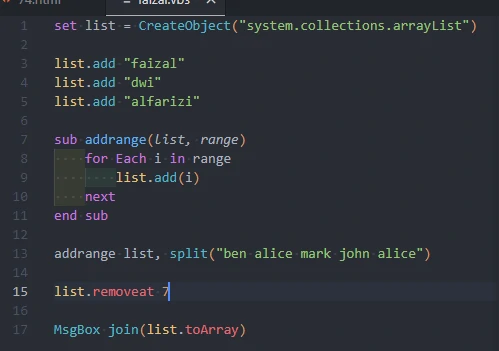 74.html
faizal.vbs
1 set list = CreateObject("system.collections.arrayList")
2
3 list.add "faizal"
4 list.add "dwi"
5 list.add "alfarizi"
6
7 sub addrange(list, range)
8 for Each i in range
9 list.add(i)
10 next
11 end sub
12
13 addrange list, split("ben alice mark john alice")
14
15 list.removeat 7
16
17 MsgBox join(list.toArray)